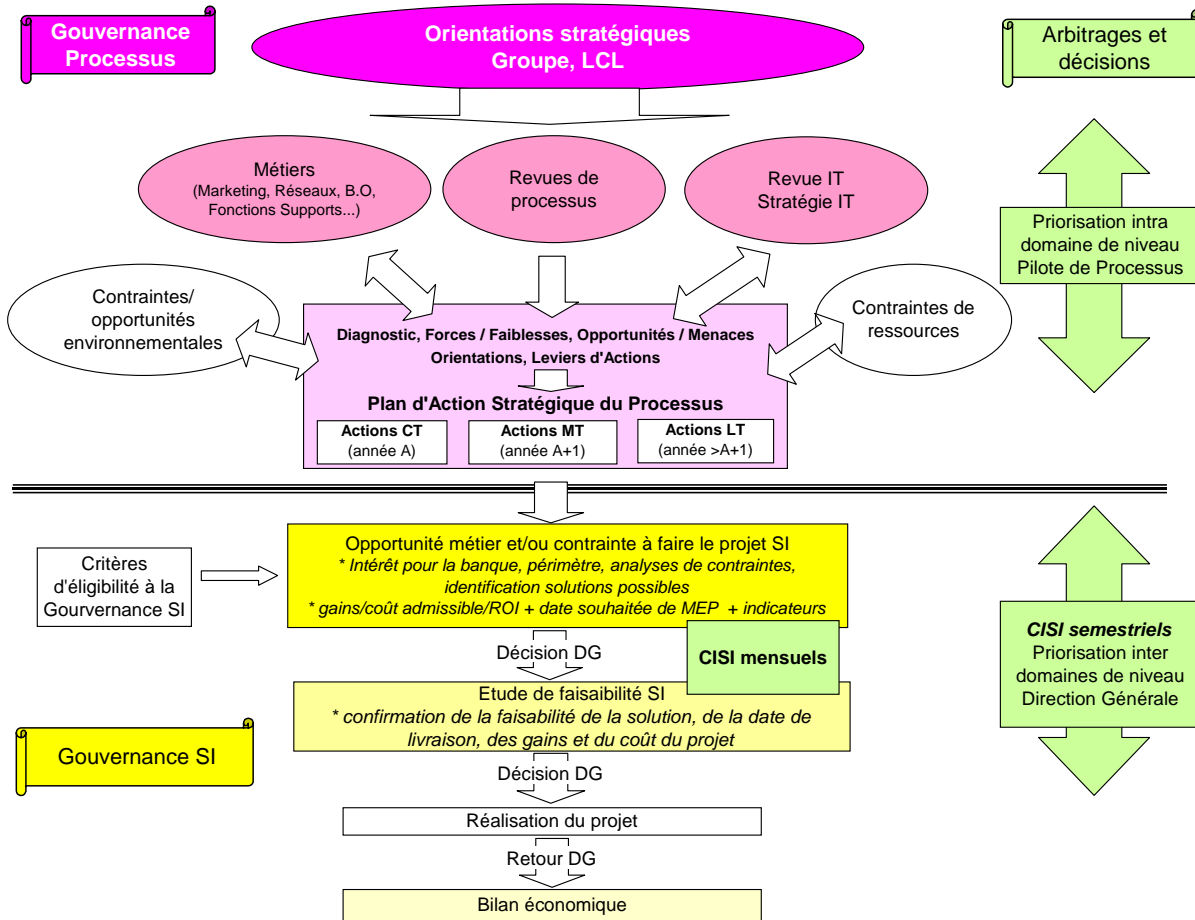 Gouvernance
Processus
Orientations stratégiques
Groupe, LCL
Arbitrages et
décisions
Métiers
(Marketing, Réseaux, B.O,
Fonctions Supports...)
Revues de
processus
Revue IT
Stratégie IT
Priorisation intra
domaine de niveau
Pilote de Processus
Contraintes/
opportunités
environnementales
Contraintes de
ressources
Diagnostic, Forces / Faiblesses, Opportunités / Menaces
Orientations, Leviers d'Actions
Plan d'Action Stratégique du Processus
Actions CT
(année A)
Actions MT
(année A+1)
Actions LT
(année >A+1)
Critères
d'éligibilité à la
Gourvernance SI
Opportunité métier et/ou contrainte à faire le projet SI
* Intérêt pour la banque, périmètre, analyses de contraintes,
identification solutions possibles
* gains/coût admissible/ROI + date souhaitée de MEP + indicateurs
Décision DG
CISI mensuels
CISI semestriels
Priorisation inter
domaines de niveau
Direction Générale
Etude de faisaibilité SI
* confirmation de la faisabilité de la solution, de la date de
livraison, des gains et du coût du projet
Gouvernance SI
Décision DG
Réalisation du projet
Retour DG
Bilan économique